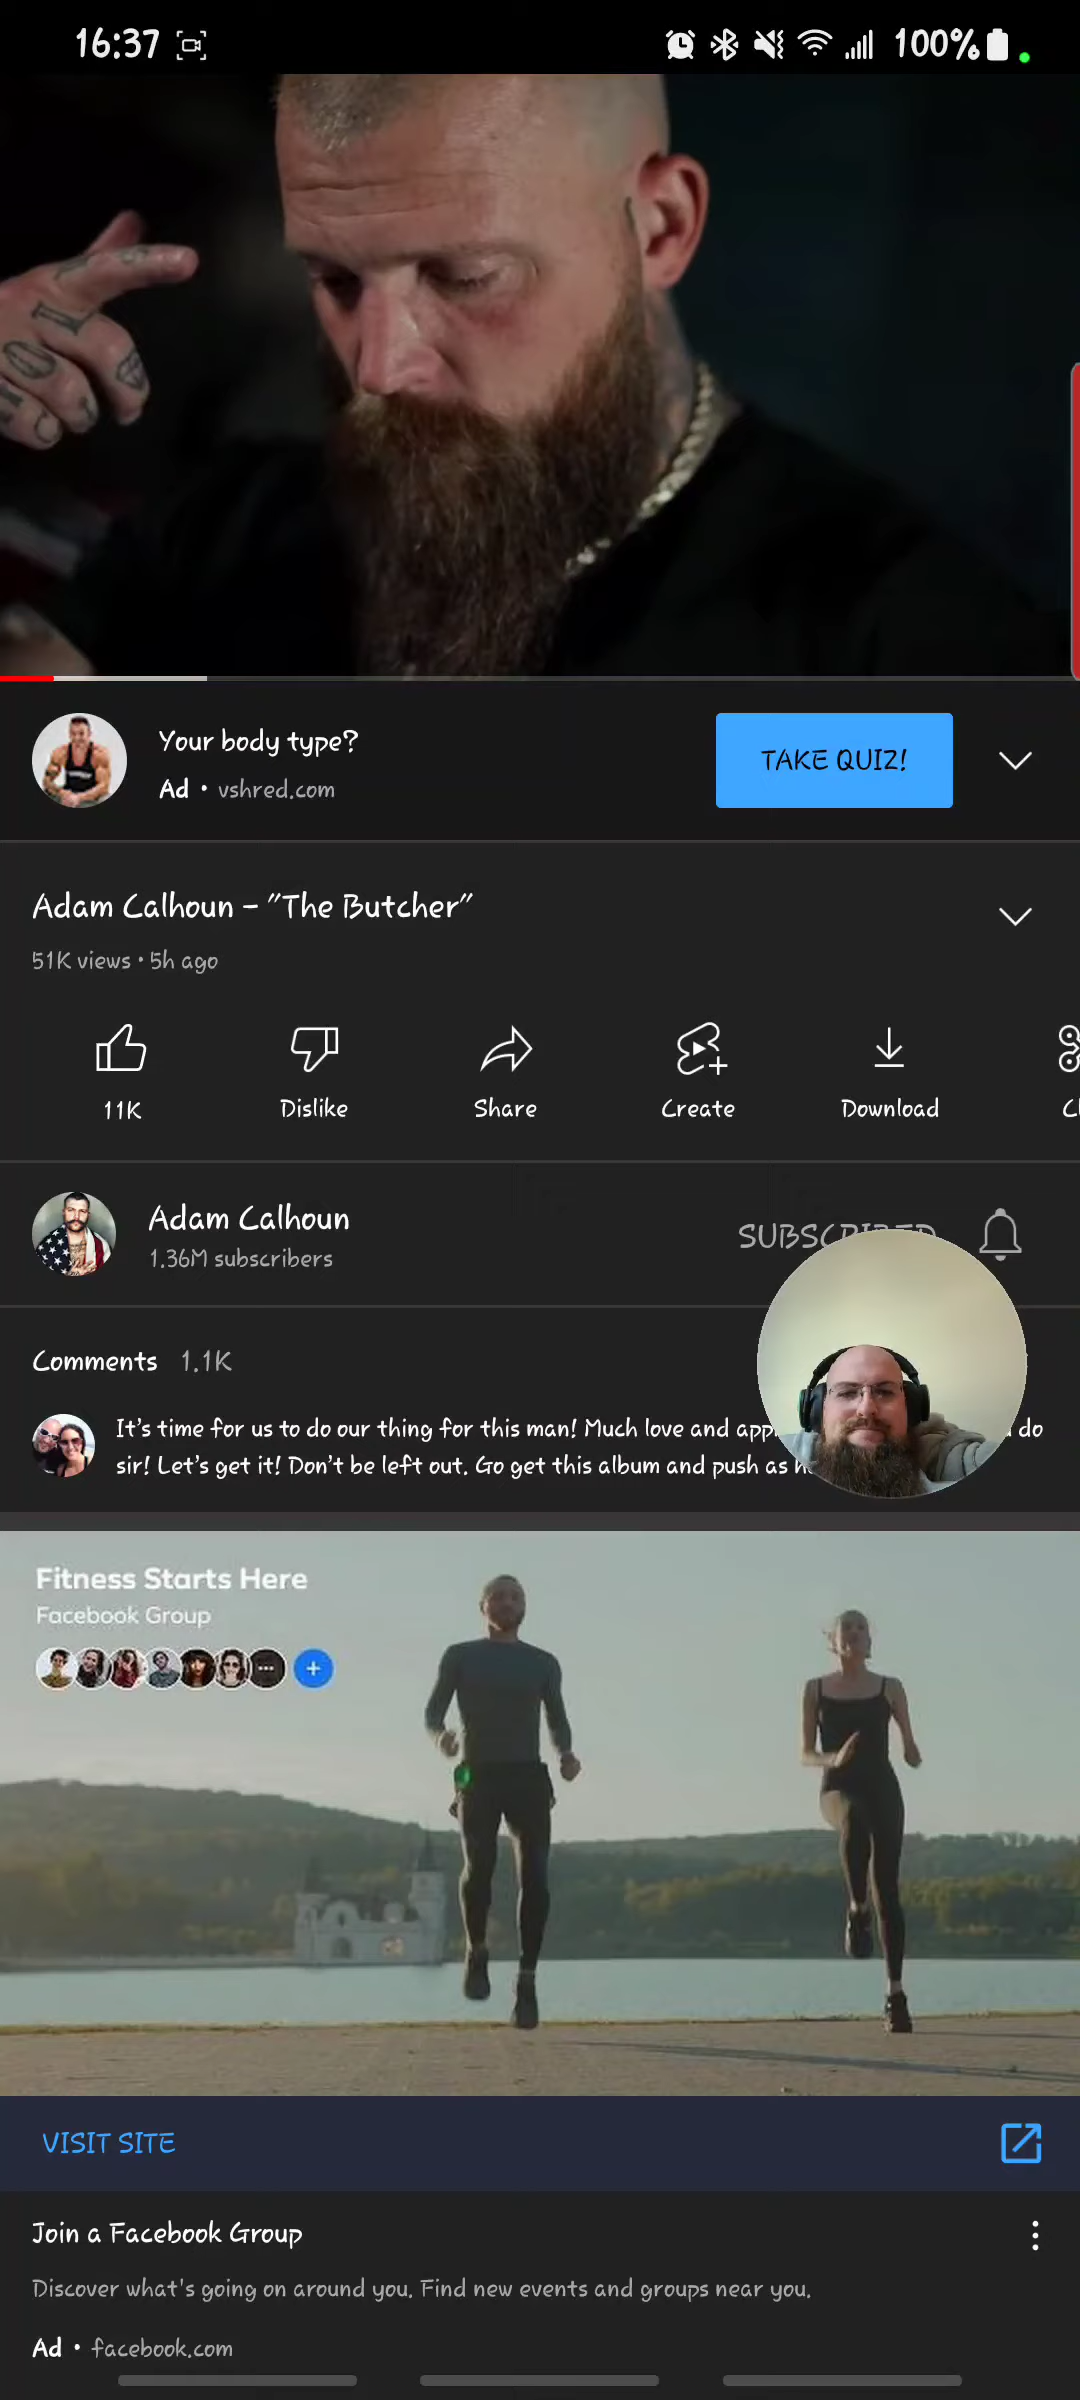 16:37
100%
Your body type?
Ad • vshred.com
TAKE QUIZ!
Adam Calhoun - "The Butcher"
51K views • 5h ago
11K
Dislike
Share
Create
Download
Adam Calhoun
1.36M subscribers
SUBSCRIBED
Comments 1.1K
It's time for us to do our thing for this man! Much love and do
sir! Let's get it! Don't be left out. Go get this album and push as
Fitness Starts Here
Facebook Group
VISIT SITE
Join a Facebook Group
Discover what's going on around you. Find new events and groups near you.
Ad • facebook.com